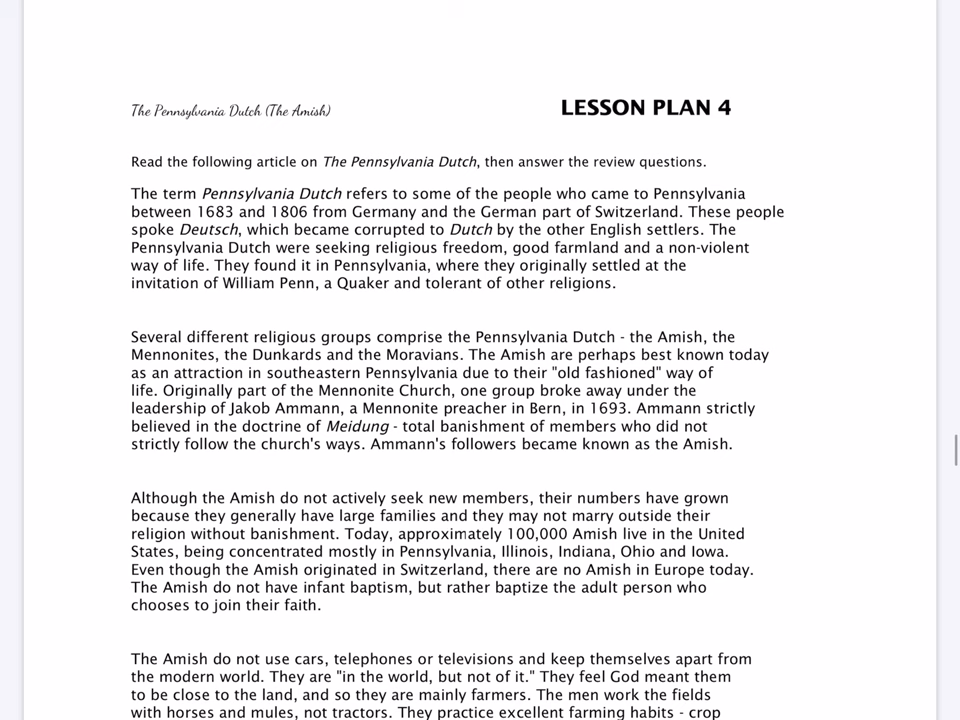 The Pennsylvania Dutch (The Amish)
LESSON PLAN 4
Read the following article on The Pennsylvania Dutch, then answer the review questions.
The term Pennsylvania Dutch refers to some of the people who came to Pennsylvania
between 1683 and 1806 from Germany and the German part of Switzerland. These people
spoke Deutsch, which became corrupted to Dutch by the other English settlers. The
Pennsylvania Dutch were seeking religious freedom, good farmland and a non-violent
way of life. They found it in Pennsylvania, where they originally settled at the
invitation of William Penn, a Quaker and tolerant of other religions.
Several different religious groups comprise the Pennsylvania Dutch - the Amish, the
Mennonites, the Dunkards and the Moravians. The Amish are perhaps best known today
as an attraction in southeastern Pennsylvania due to their "old fashioned" way of
life. Originally part of the Mennonite Church, one group broke away under the
leadership of Jakob Ammann, a Mennonite preacher in Bern, in 1693. Ammann strictly
believed in the doctrine of Meidung - total banishment of members who did not
strictly follow the church's ways. Ammann's followers became known as the Amish.
Although the Amish do not actively seek new members, their numbers have grown
because they generally have large families and they may not marry outside their
religion without banishment. Today, approximately 100,000 Amish live in the United
States, being concentrated mostly in Pennsylvania, Illinois, Indiana, Ohio and Iowa.
Even though the Amish originated in Switzerland, there are no Amish in Europe today.
The Amish do not have infant baptism, but rather baptize the adult person who
chooses to join their faith.
The Amish do not use cars, telephones or televisions and keep themselves apart from
the modern world. They are "in the world, but not of it." They feel God meant them
to be close to the land, and so they are mainly farmers. The men work the fields
with horses and mules, not tractors. They practice excellent farming habits - crop